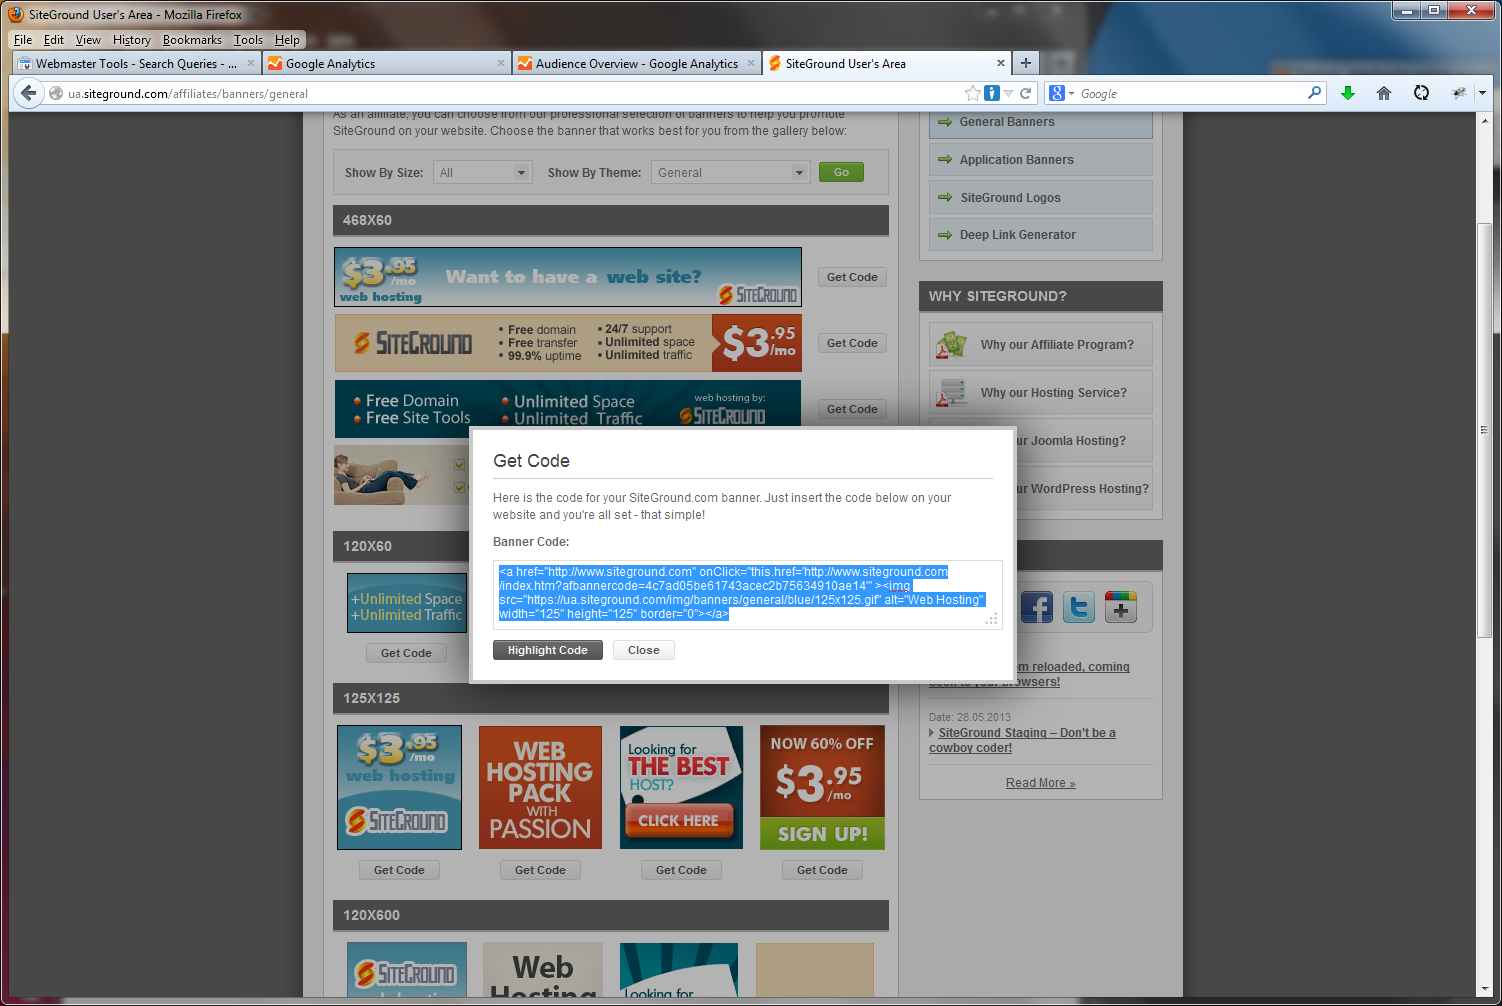 SiteGround User's Area - Mozilla Firefox
File Edit View History Bookmarks Tools Help
Webmaster Tools - Search Queries - ...
Google Analytics
Audience Overview - Google Analytics
SiteGround User's Area
ua.siteground.com/affiliates/banners/general
Google
As an affiliate, you can choose from our professional selection of banners to help you promote
SiteGround on your website. Choose the banner that works best for you from the gallery below:
Show By Size: All Show By Theme: General Go
468X60
$3.95
/mo
web hosting
Want to have a web site?
SITEGROUND
Get Code
SITEGROUND
• Free domain
• Free transfer
• 99.9% uptime
• 24/7 support
• Unlimited space
• Unlimited traffic
$3.95
/mo
Get Code
• Free Domain
• Free Site Tools
• Unlimited Space
• Unlimited Traffic
web hosting by:
SITEGROUND
Get Code
120X60
+Unlimited Space
+Unlimited Traffic
Get Code
Get Code
Here is the code for your SiteGround.com banner. Just insert the code below on your
website and you're all set - that simple!
Banner Code:
<a href="http://www.siteground.com" onClick="this.href='http://www.siteground.com
/index.htm?afbannercode=4c7ad05be61743acec2b75634910ae14'" ><img
src="https://ua.siteground.com/img/banners/general/blue/125x125.gif" alt="Web Hosting"
width="125" height="125" border="0"></a>
Highlight Code Close
125X125
$3.95
/mo
web hosting
SITEGROUND
Get Code
WEB
HOSTING
PACK
WITH
PASSION
Get Code
Looking for
THE BEST
HOST?
CLICK HERE
Get Code
NOW 60% OFF
$3.95
/mo
SIGN UP!
Get Code
120X600
SITEGROUND
Web
Hosting
Looking for
General Banners
Application Banners
SiteGround Logos
Deep Link Generator
WHY SITEGROUND?
Why our Affiliate Program?
Why our Hosting Service?
ur Joomla Hosting?
ur WordPress Hosting?
m reloaded, coming
browsers!
Date: 28.05.2013
SiteGround Staging – Don't be a
cowboy coder!
Read More »